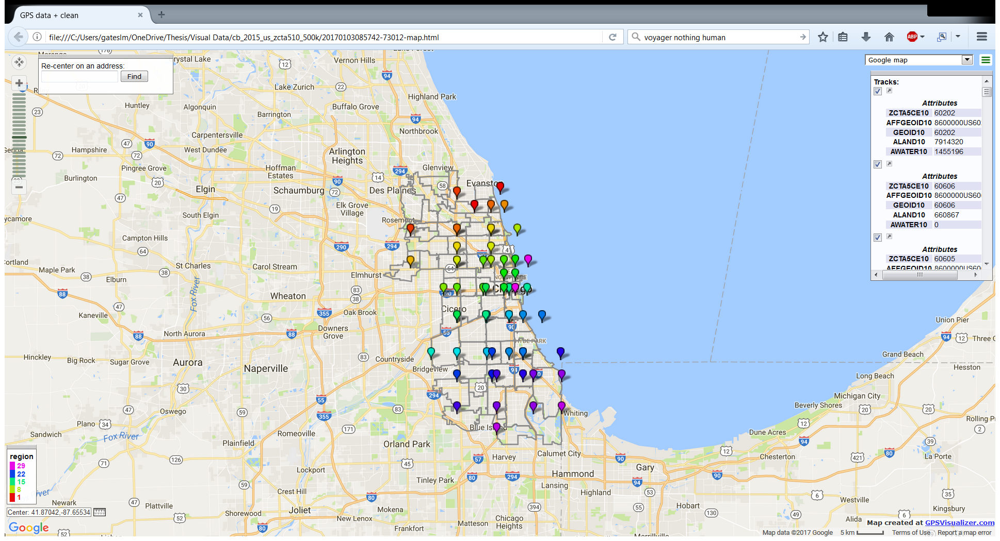 GPS data + clean
file:///C:/Users/gateslm/OneDrive/Thesis/Visual Data/cb_2015_us_zcta510_500k/20170103085742-73012-map.html
voyager nothing human
ABP
Re-center on an address:
Find
Google map
Tracks:
Attributes
ZCTA5CE10 60202
AFFGEOID10 8600000US60
GEOID10 60202
ALAND10 7914320
AWATER10 1455196
Attributes
ZCTA5CE10 60606
AFFGEOID10 8600000US60
GEOID10 60606
ALAND10 660867
AWATER10 0
Attributes
ZCTA5CE10 60605
AFFGEOID10 8600000US60
Crystal Lake
Vernon Hills
Lake Zurich
Highland Park
Huntley
Algonquin
Buffalo Grove
Barrington
Northbrook
Carpentersville
Hampshire
West Dundee
Arlington Heights
Pingree Grove
Hoffman Estates
Glenview
Burlington
Elgin
Schaumburg
Des Plaines
Evanston
Elk Grove Village
South Elgin
Rosemont
Campton Hills
St Charles
Carol Stream
Maple Park
Elburn
Elmhurst
Wheaton
Fox River
Chicago
Kaneville
Oak Brook
Cicero
North Aurora
Downers Grove
HYDE PARK
Union Pier
Hinckley
Big Rock
Sugar Grove
Aurora
Naperville
Countryside
Bridgeview
Grand Beach
Hesston
Long Beach
Michigan City
Beverly Shores
Oswego
Whiting
Plano
Sandwich
Fox River
Romeoville
Blue Island
Dune Acres
Plainfield
Orland Park
Harvey
Calumet City
Chesterton
La Porte
Lockport
Hammond
Gary
Tinley Park
Lansing
Crest Hill
Highland
Newark
Plattville
Hobart
Westville
Shorewood
Joliet
Mokena
New Lenox
Chicago Heights
Kingsbury
Alida
Frankfort
Matteson
region
29
22
15
8
1
Center: 41.87042,-87.65534
Google
Map created at GPSVisualizer.com
Map data ©2017 Google 5 km Terms of Use Report a map error